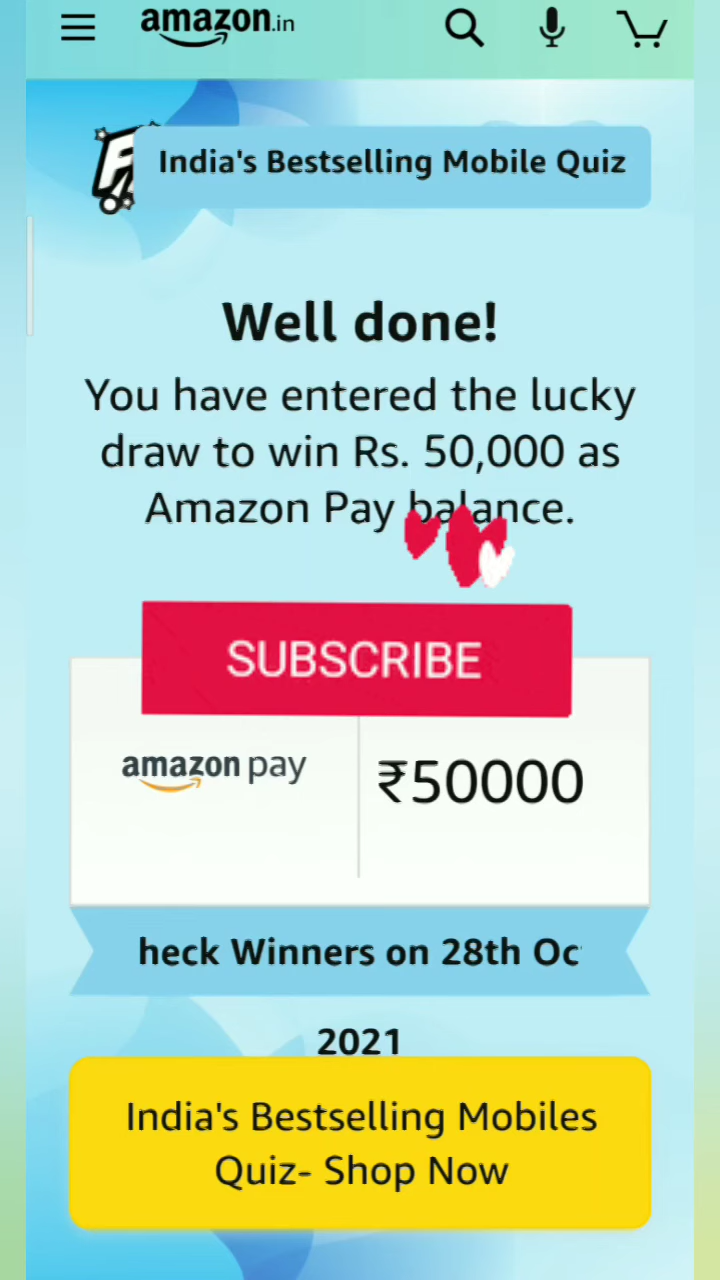 amazon.in
India's Bestselling Mobile Quiz
Well done!
You have entered the lucky
draw to win Rs. 50,000 as
Amazon Pay balance.
SUBSCRIBE
amazon pay
₹50000
heck Winners on 28th Oc
2021
India's Bestselling Mobiles
Quiz- Shop Now